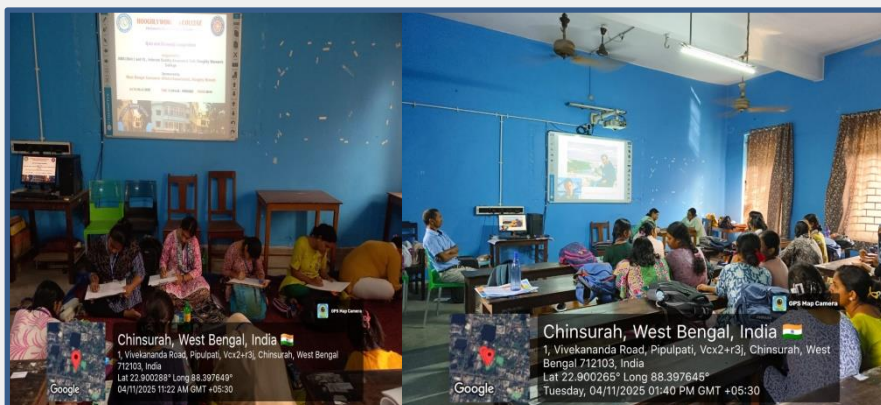 HOOGHLY WOMEN'S COLLEGE
GPS Map Camera
Chinsurah, West Bengal, India 🇮🇳
1, Vivekananda Road, Pipulpati, Vcx2+r3j, Chinsurah, West Bengal
712103, India
Lat 22.900288° Long 88.397649°
04/11/2025 11:22 AM GMT +05:30
Google
GPS Map Camera
Chinsurah, West Bengal, India 🇮🇳
1, Vivekananda Road, Pipulpati, Vcx2+r3j, Chinsurah, West
Bengal 712103, India
Lat 22.900265° Long 88.397645°
Tuesday, 04/11/2025 01:40 PM GMT +05:30
Google